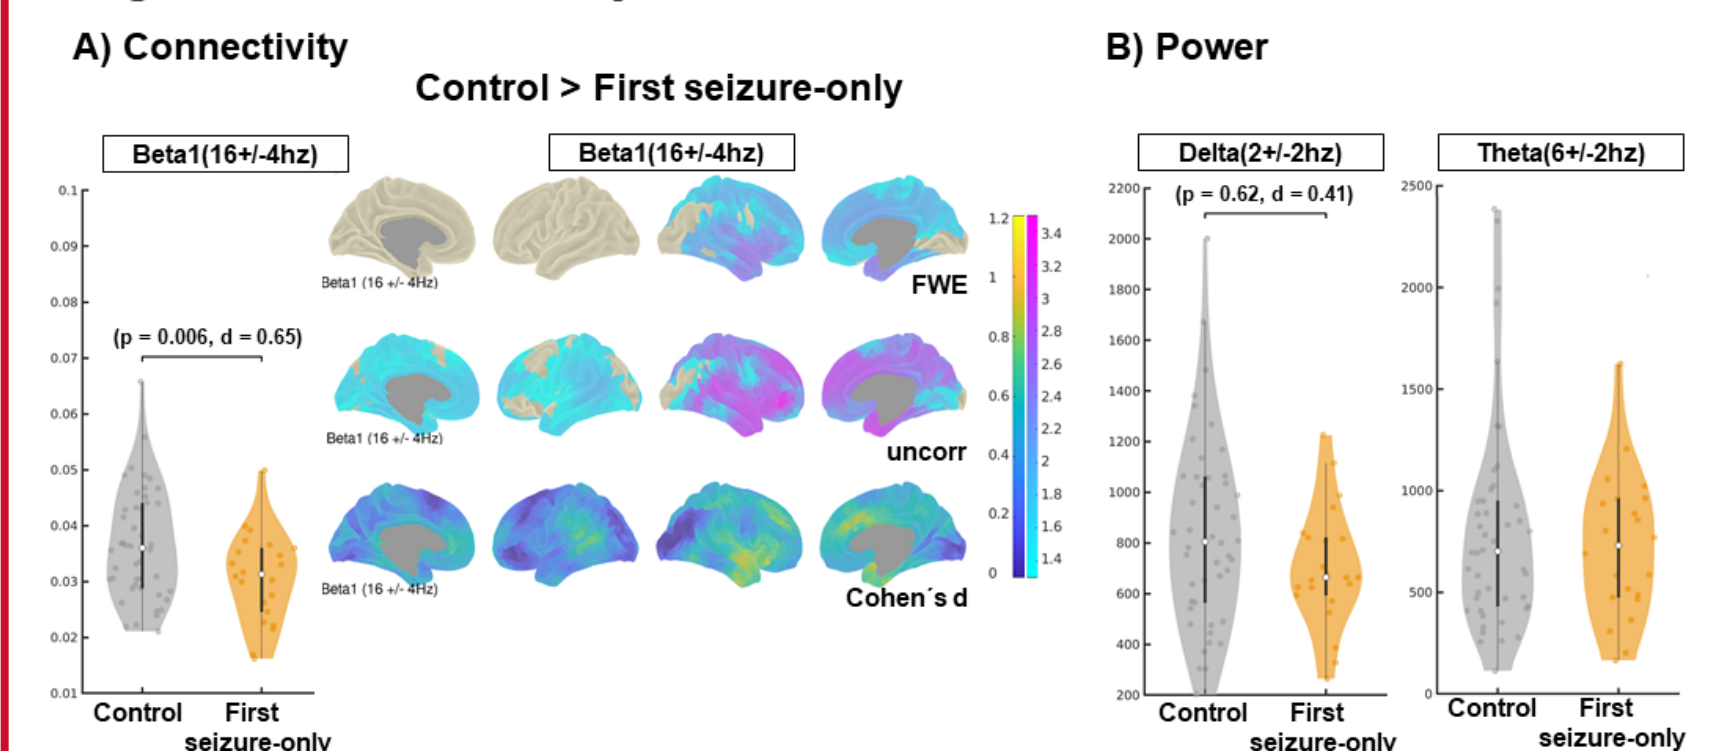 A) Connectivity
Control > First seizure-only
Beta1(16+/-4hz)
Beta1(16+/-4hz)
0.1
0.09
0.08
0.07
0.06
0.05
0.04
0.03
0.02
0.01
(p = 0.006, d = 0.65)
Control
First
seizure-only
Beta1 (16 +/- 4Hz)
FWE
Beta1 (16 +/- 4Hz)
uncorr
Beta1 (16 +/- 4Hz)
Cohen´s d
1.2
1
0.8
0.6
0.4
0.2
0
3.4
3.2
3
2.8
2.6
2.4
2.2
2
1.8
1.6
1.4
B) Power
Delta(2+/-2hz)
(p = 0.62, d = 0.41)
2200
2000
1800
1600
1400
1200
1000
800
600
400
200
Control
First
seizure-only
Theta(6+/-2hz)
2500
2000
1500
1000
500
0
Control
First
seizure-only